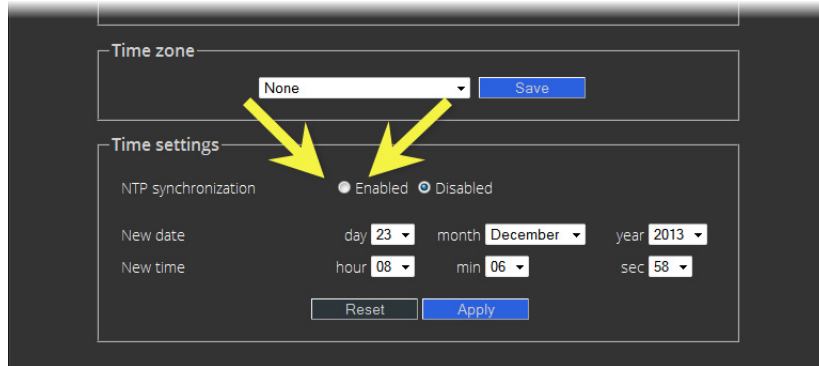 Time zone
None Save
Time settings
NTP synchronization Enabled Disabled
New date day 23 month December year 2013
New time hour 08 min 06 sec 58
Reset Apply